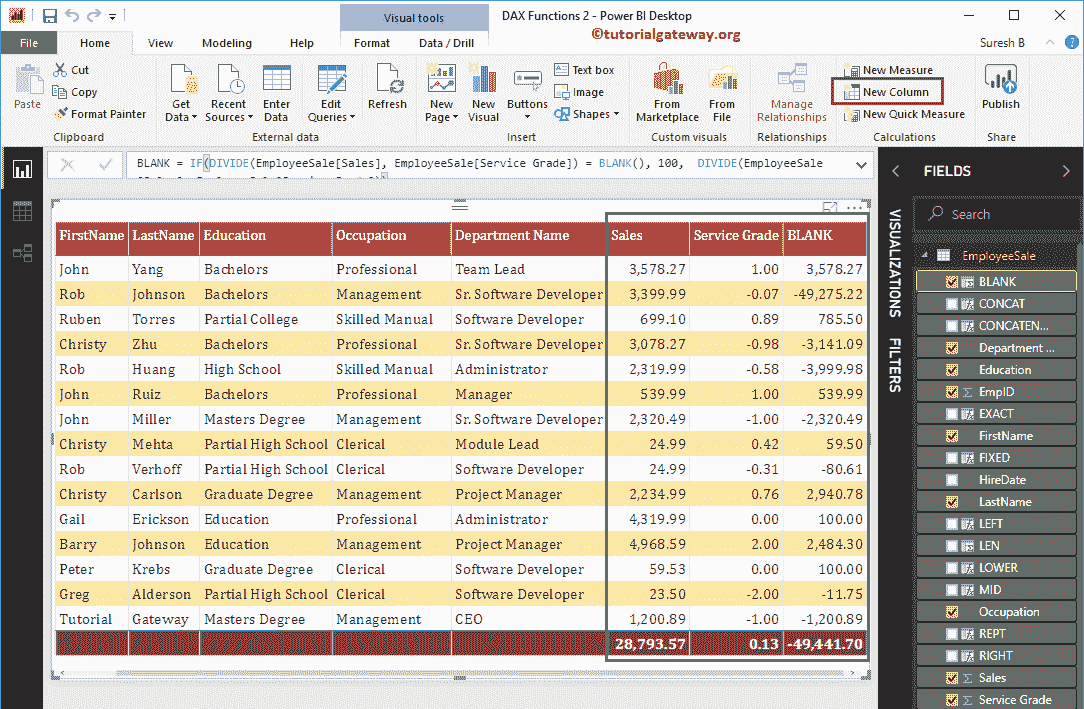 Visual tools
DAX Functions 2 - Power BI Desktop
©tutorialgateway.org
File Home View Modeling Help Format Data / Drill Suresh B
Paste
Cut
Copy
Format Painter
Clipboard
Get Data
Recent Sources
Enter Data
Edit Queries
External data
Refresh
New Page
New Visual
Buttons
Text box
Image
Shapes
Insert
From Marketplace
From File
Custom visuals
Manage Relationships
Relationships
New Measure
New Column
New Quick Measure
Calculations
Publish
Share
BLANK = IF(DIVIDE(EmployeeSale[Sales], EmployeeSale[Service Grade]) = BLANK(), 100, DIVIDE(EmployeeSale
FirstName LastName Education Occupation Department Name Sales Service Grade BLANK
John Yang Bachelors Professional Team Lead 3,578.27 1.00 3,578.27
Rob Johnson Bachelors Management Sr. Software Developer 3,399.99 -0.07 -49,275.22
Ruben Torres Partial College Skilled Manual Software Developer 699.10 0.89 785.50
Christy Zhu Bachelors Professional Sr. Software Developer 3,078.27 -0.98 -3,141.09
Rob Huang High School Skilled Manual Administrator 2,319.99 -0.58 -3,999.98
John Ruiz Bachelors Professional Manager 539.99 1.00 539.99
John Miller Masters Degree Management Sr. Software Developer 2,320.49 -1.00 -2,320.49
Christy Mehta Partial High School Clerical Module Lead 24.99 0.42 59.50
Rob Verhoff Partial High School Clerical Software Developer 24.99 -0.31 -80.61
Christy Carlson Graduate Degree Management Project Manager 2,234.99 0.76 2,940.78
Gail Erickson Education Professional Administrator 4,319.99 0.00 100.00
Barry Johnson Education Management Project Manager 4,968.59 2.00 2,484.30
Peter Krebs Graduate Degree Clerical Software Developer 59.53 0.00 100.00
Greg Alderson Partial High School Clerical Software Developer 23.50 -2.00 -11.75
Tutorial Gateway Masters Degree Management CEO 1,200.89 -1.00 -1,200.89
28,793.57 0.13 -49,441.70
VISUALIZATIONS
FILTERS
FIELDS
Search
EmployeeSale
BLANK
CONCAT
CONCATEN...
Department ...
Education
EmpID
EXACT
FirstName
FIXED
HireDate
LastName
LEFT
LEN
LOWER
MID
Occupation
REPT
RIGHT
Sales
Service Grade